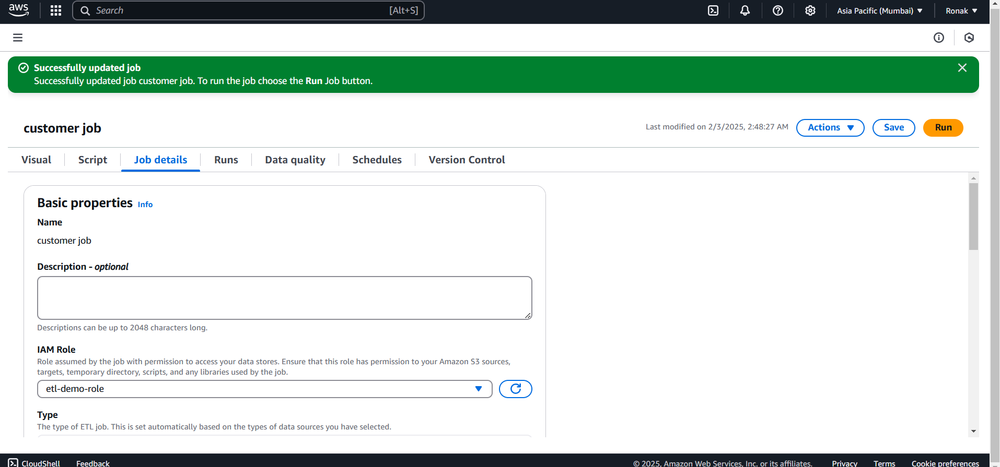 aws
Search [Alt+S]
Asia Pacific (Mumbai) Ronak
Successfully updated job
Successfully updated job customer job. To run the job choose the Run Job button.
customer job
Last modified on 2/3/2025, 2:48:27 AM
Actions Save Run
Visual Script Job details Runs Data quality Schedules Version Control
Basic properties Info
Name
customer job
Description - optional
Descriptions can be up to 2048 characters long.
IAM Role
Role assumed by the job with permission to access your data stores. Ensure that this role has permission to your Amazon S3 sources,
targets, temporary directory, scripts, and any libraries used by the job.
etl-demo-role
Type
The type of ETL job. This is set automatically based on the types of data sources you have selected.
CloudShell Feedback © 2025, Amazon Web Services, Inc. or its affiliates. Privacy Terms Cookie preferences